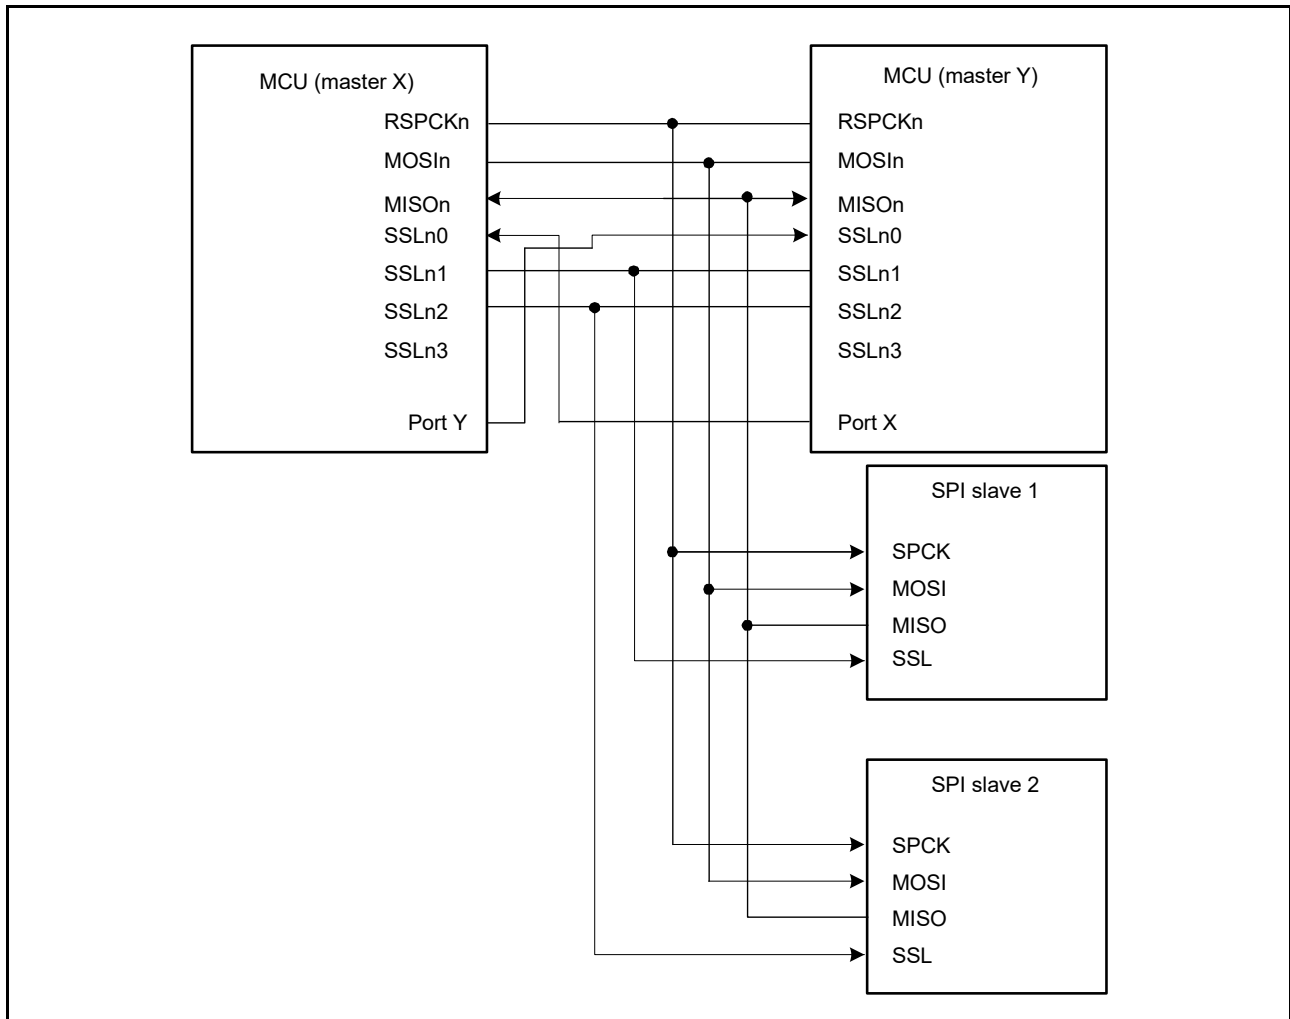 MCU (master X)
RSPCKn
MOSIn
MISOn
SSLn0
SSLn1
SSLn2
SSLn3
Port Y
MCU (master Y)
RSPCKn
MOSIn
MISOn
SSLn0
SSLn1
SSLn2
SSLn3
Port X
SPI slave 1
SPCK
MOSI
MISO
SSL
SPI slave 2
SPCK
MOSI
MISO
SSL